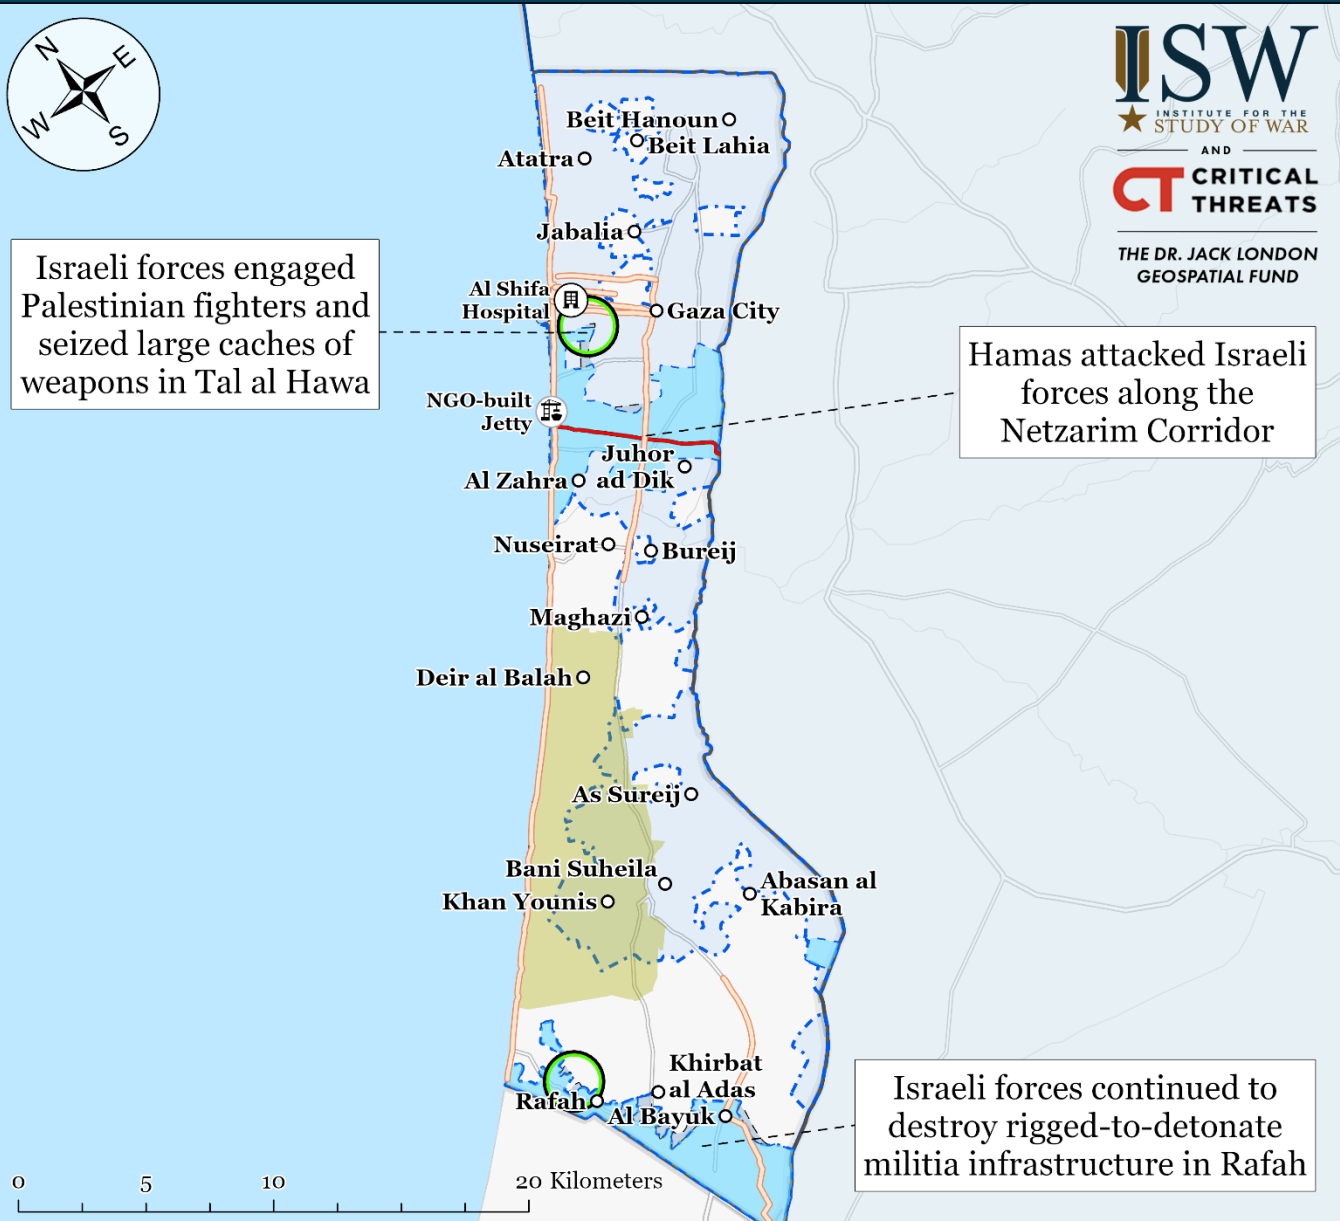 N
E
W
S
ISW
INSTITUTE FOR THE
STUDY OF WAR
AND
CT CRITICAL
THREATS
THE DR. JACK LONDON
GEOSPATIAL FUND
Beit Hanoun
Beit Lahia
Atatra
Jabalia
Israeli forces engaged
Palestinian fighters and
seized large caches of
weapons in Tal al Hawa
Al Shifa
Hospital
Gaza City
Hamas attacked Israeli
forces along the
Netzarim Corridor
NGO-built
Jetty
Juhor
ad Dik
Al Zahra
Nuseirat
Bureij
Maghazi
Deir al Balah
As Sureij
Bani Suheila
Abasan al
Kabira
Khan Younis
Khirbat
al Adas
Rafah
Al Bayuk
Israeli forces continued to
destroy rigged-to-detonate
militia infrastructure in Rafah
0 5 10 20 Kilometers